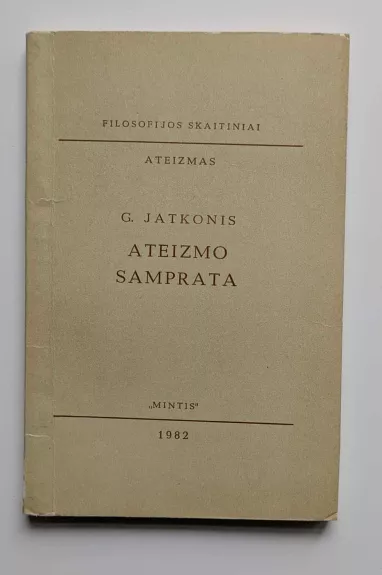 FILOSOFIJOS SKAITINIAI
ATEIZMAS
G. JATKONIS
ATEIZMO
SAMPRATA
„MINTIS“
1982